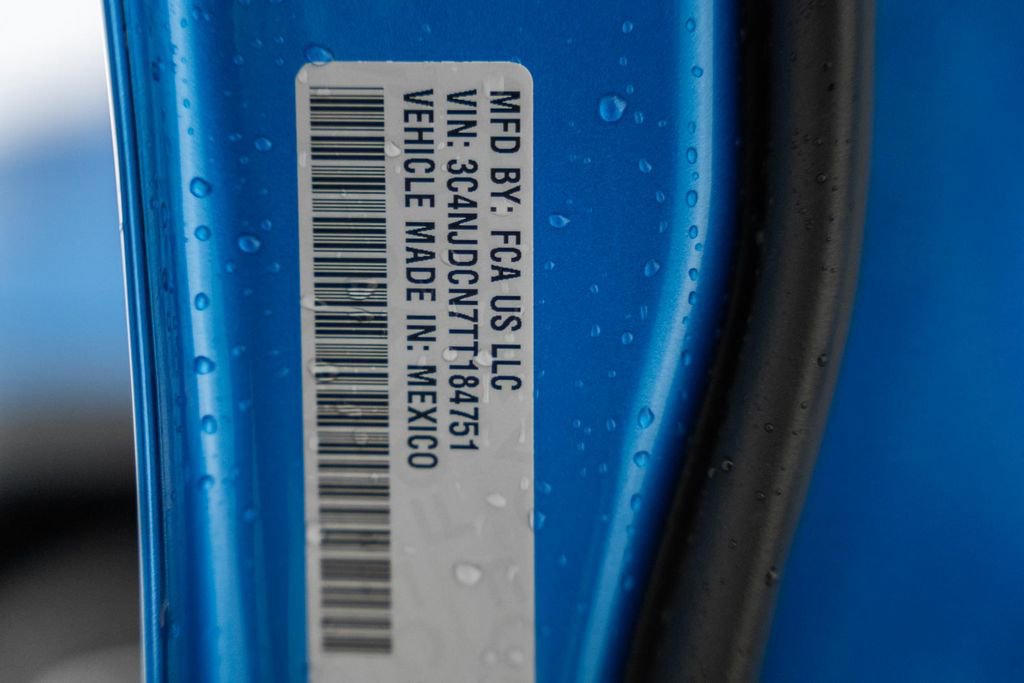 MFD BY: FCA US LLC
VIN: 3C4NJDCN7TT184751
VEHICLE MADE IN: MEXICO